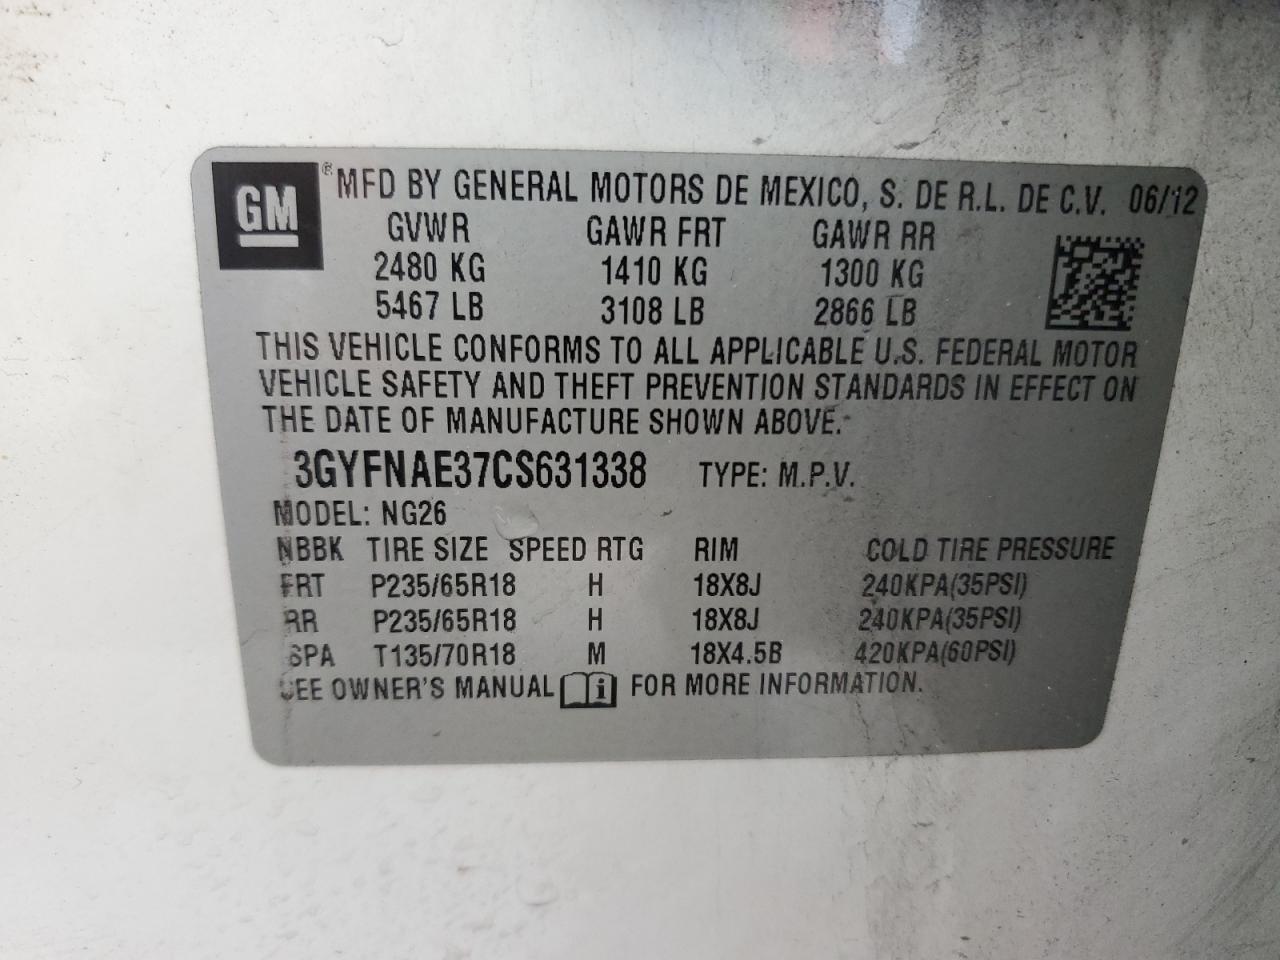 GM ® MFD BY GENERAL MOTORS DE MEXICO, S. DE R.L. DE C.V. 06/12
GVWR GAWR FRT GAWR RR
2480 KG 1410 KG 1300 KG
5467 LB 3108 LB 2866 LB
THIS VEHICLE CONFORMS TO ALL APPLICABLE U.S. FEDERAL MOTOR
VEHICLE SAFETY AND THEFT PREVENTION STANDARDS IN EFFECT ON
THE DATE OF MANUFACTURE SHOWN ABOVE.
3GYFNAE37CS631338 TYPE: M.P.V.
MODEL: NG26
NBBK TIRE SIZE SPEED RTG RIM COLD TIRE PRESSURE
FRT P235/65R18 H 18X8J 240KPA(35PSI)
RR P235/65R18 H 18X8J 240KPA(35PSI)
SPA T135/70R18 M 18X4.5B 420KPA(60PSI)
SEE OWNER'S MANUAL i FOR MORE INFORMATION.